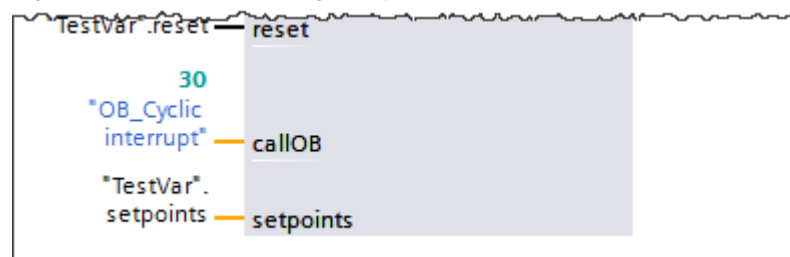 TestVar".reset reset
30
"OB_Cyclic
interrupt" callOB
"TestVar".
setpoints setpoints